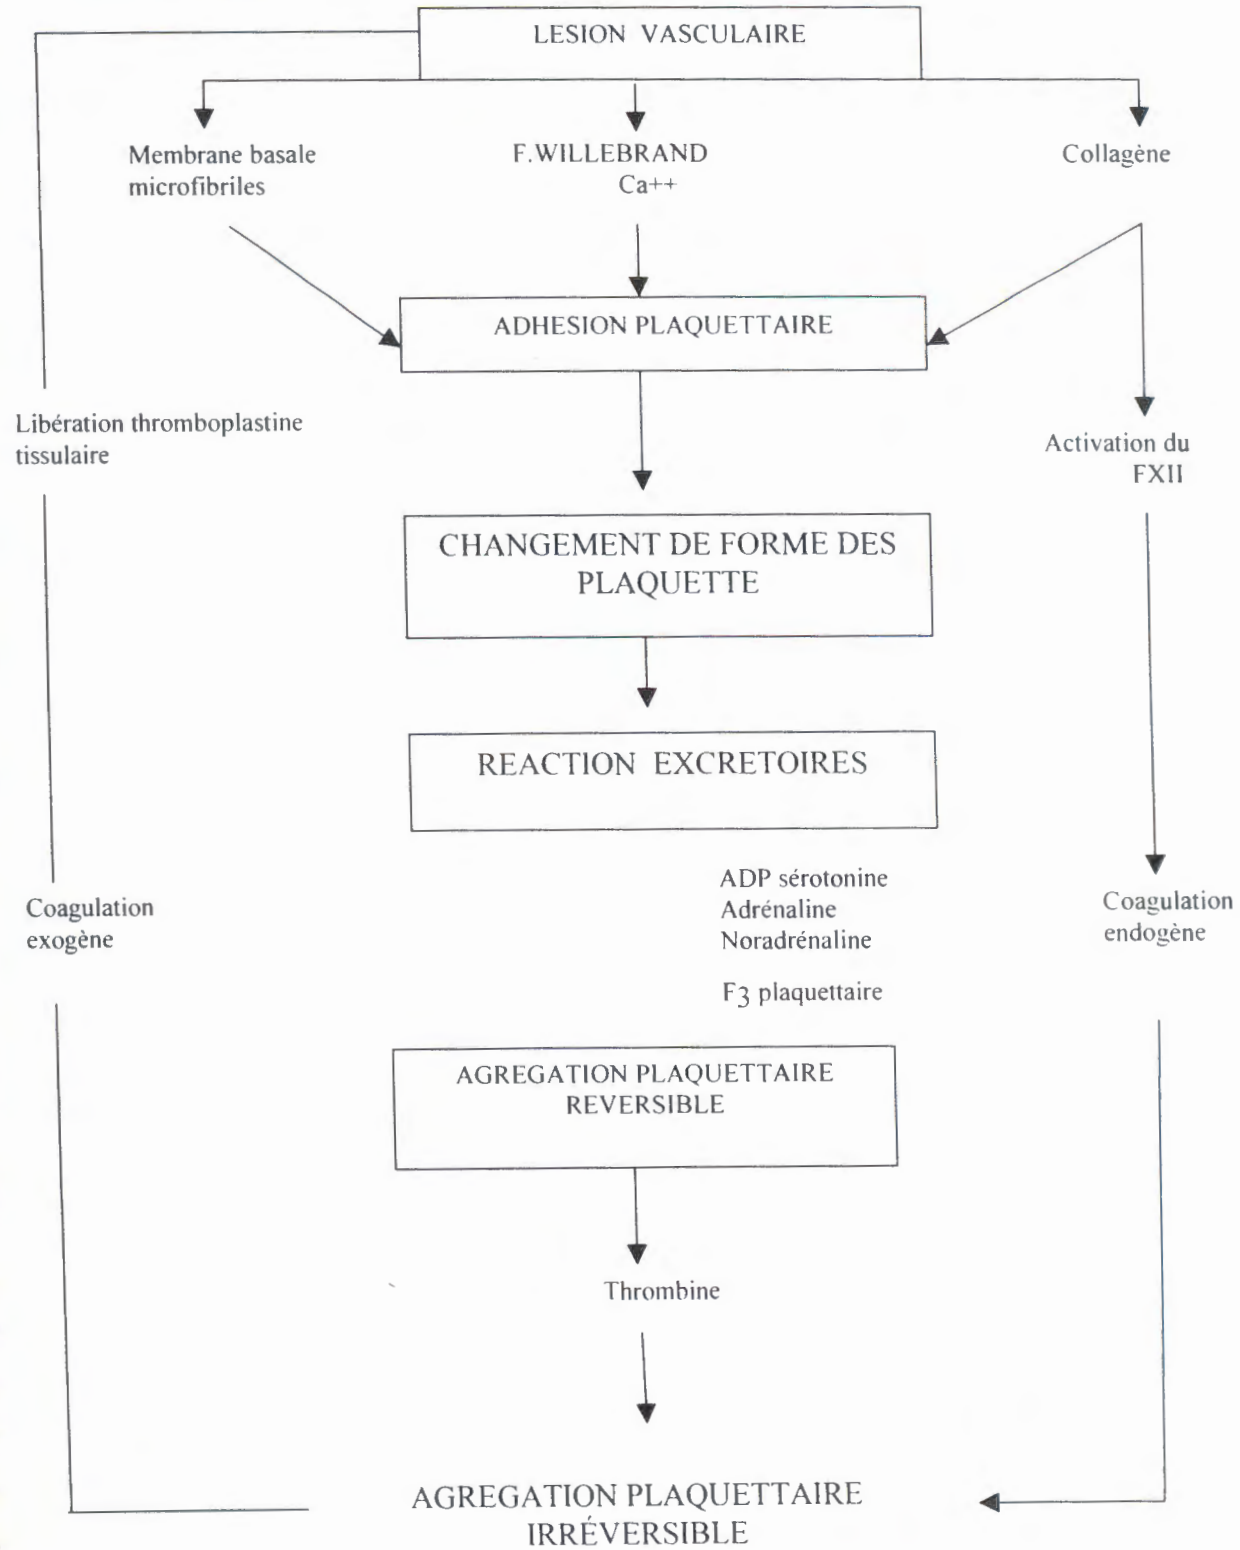 LESION VASCULAIRE
Membrane basale
microfibriles
F.WILLEBRAND
Ca++
Collagène
ADHESION PLAQUETTAIRE
Libération thromboplastine
tissulaire
Activation du
FXII
CHANGEMENT DE FORME DES
PLAQUETTE
REACTION EXCRETOIRES
ADP sérotonine
Adrénaline
Noradrénaline
F3 plaquettaire
Coagulation
exogène
Coagulation
endogène
AGREGATION PLAQUETTAIRE
REVERSIBLE
Thrombine
AGREGATION PLAQUETTAIRE
IRRÉVERSIBLE